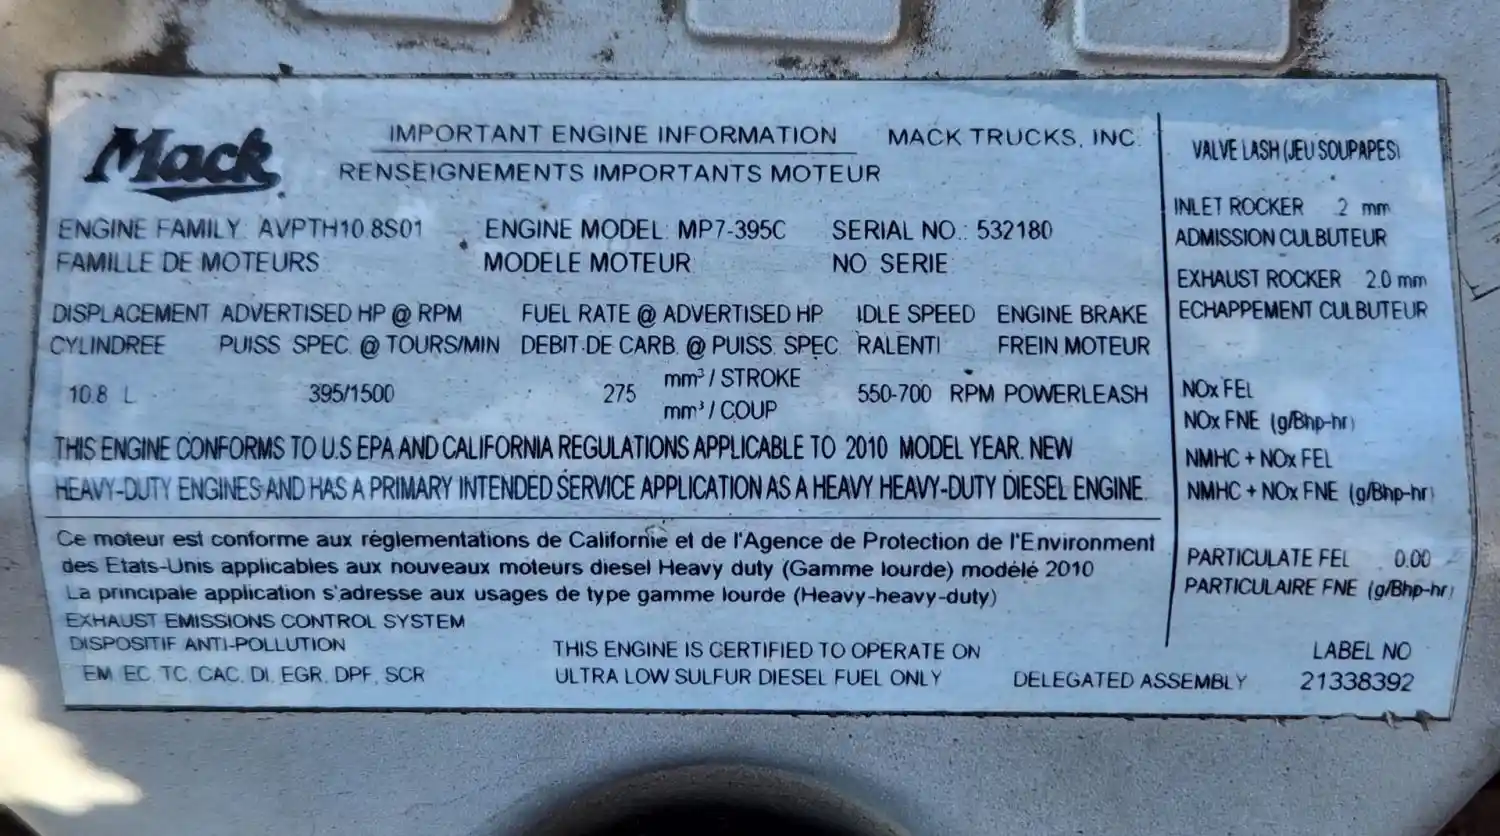 Mack
IMPORTANT ENGINE INFORMATION MACK TRUCKS, INC.
RENSEIGNEMENTS IMPORTANTS MOTEUR
ENGINE FAMILY: AVPTH10.8S01 ENGINE MODEL: MP7-395C SERIAL NO.: 532180
FAMILLE DE MOTEURS MODELE MOTEUR NO SERIE
DISPLACEMENT ADVERTISED HP @ RPM FUEL RATE @ ADVERTISED HP IDLE SPEED ENGINE BRAKE
CYLINDREE PUISS SPEC. @ TOURS/MIN DEBIT DE CARB. @ PUISS. SPEC. RALENTI FREIN MOTEUR
10.8 L 395/1500 275 mm³ / STROKE 550-700 RPM POWERLEASH
mm³ / COUP
THIS ENGINE CONFORMS TO U.S EPA AND CALIFORNIA REGULATIONS APPLICABLE TO 2010 MODEL YEAR. NEW
HEAVY-DUTY ENGINES AND HAS A PRIMARY INTENDED SERVICE APPLICATION AS A HEAVY HEAVY-DUTY DIESEL ENGINE.
Ce moteur est conforme aux réglementations de Californie et de l'Agence de Protection de l'Environment
des Etats-Unis applicables aux nouveaux moteurs diesel Heavy duty (Gamme lourde) modélé 2010
La principale application s'adresse aux usages de type gamme lourde (Heavy-heavy-duty)
EXHAUST EMISSIONS CONTROL SYSTEM
DISPOSITIF ANTI-POLLUTION
EM, EC, TC, CAC, DI, EGR, DPF, SCR
THIS ENGINE IS CERTIFIED TO OPERATE ON
ULTRA LOW SULFUR DIESEL FUEL ONLY
DELEGATED ASSEMBLY
VALVE LASH (JEU SOUPAPES)
INLET ROCKER .2 mm
ADMISSION CULBUTEUR
EXHAUST ROCKER 2.0 mm
ECHAPPEMENT CULBUTEUR
NOx FEL
NOx FNE (g/Bhp-hr)
NMHC + NOx FEL
NMHC + NOx FNE (g/Bhp-hr)
PARTICULATE FEL 0.00
PARTICULAIRE FNE (g/Bhp-hr)
LABEL NO
21338392